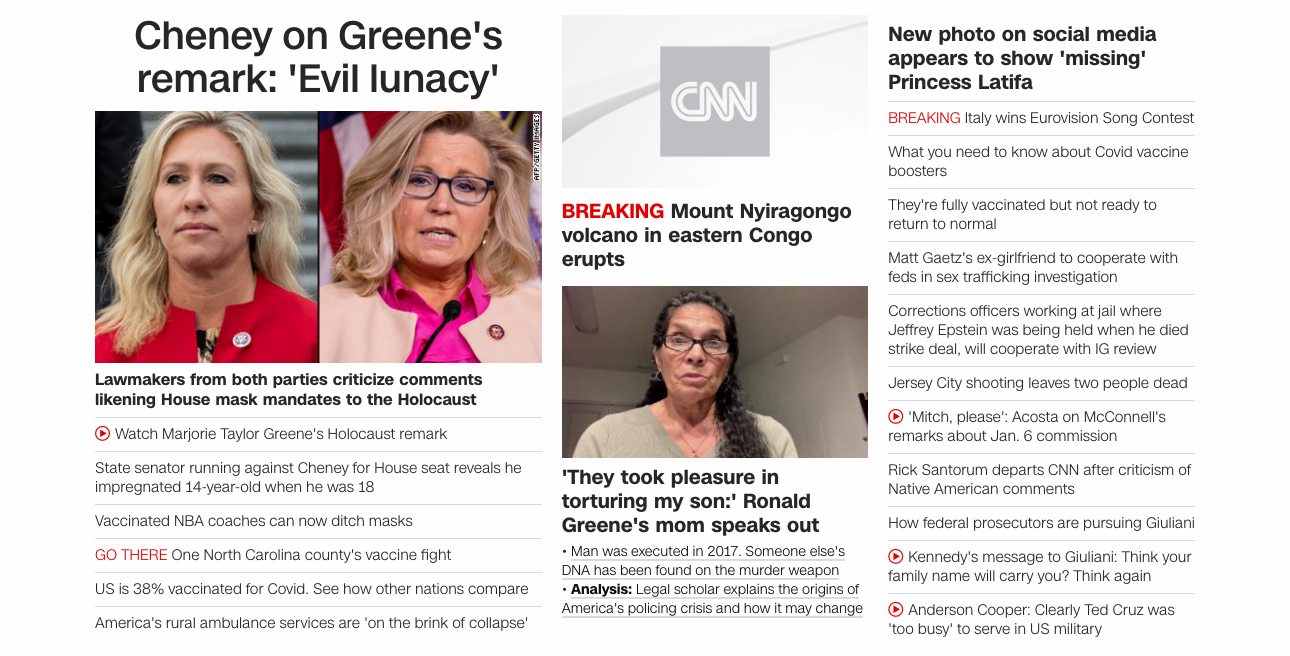 Cheney on Greene's
remark: 'Evil lunacy'
AFP/GETTY IMAGES
Lawmakers from both parties criticize comments
likening House mask mandates to the Holocaust
Watch Marjorie Taylor Greene's Holocaust remark
State senator running against Cheney for House seat reveals he
impregnated 14-year-old when he was 18
Vaccinated NBA coaches can now ditch masks
GO THERE One North Carolina county's vaccine fight
US is 38% vaccinated for Covid. See how other nations compare
America's rural ambulance services are 'on the brink of collapse'
CNN
BREAKING Mount Nyiragongo
volcano in eastern Congo
erupts
'They took pleasure in
torturing my son:' Ronald
Greene's mom speaks out
• Man was executed in 2017. Someone else's
DNA has been found on the murder weapon
• Analysis: Legal scholar explains the origins of
America's policing crisis and how it may change
New photo on social media
appears to show 'missing'
Princess Latifa
BREAKING Italy wins Eurovision Song Contest
What you need to know about Covid vaccine
boosters
They're fully vaccinated but not ready to
return to normal
Matt Gaetz's ex-girlfriend to cooperate with
feds in sex trafficking investigation
Corrections officers working at jail where
Jeffrey Epstein was being held when he died
strike deal, will cooperate with IG review
Jersey City shooting leaves two people dead
'Mitch, please': Acosta on McConnell's
remarks about Jan. 6 commission
Rick Santorum departs CNN after criticism of
Native American comments
How federal prosecutors are pursuing Giuliani
Kennedy's message to Giuliani: Think your
family name will carry you? Think again
Anderson Cooper: Clearly Ted Cruz was
'too busy' to serve in US military